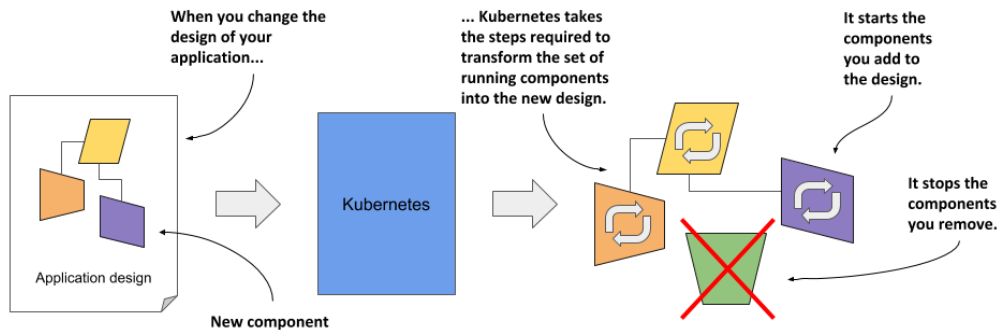 When you change the
design of your
application...
... Kubernetes takes
the steps required to
transform the set of
running components
into the new design.
It starts the
components
you add to
the design.
Kubernetes
It stops the
components
you remove.
Application design
New component